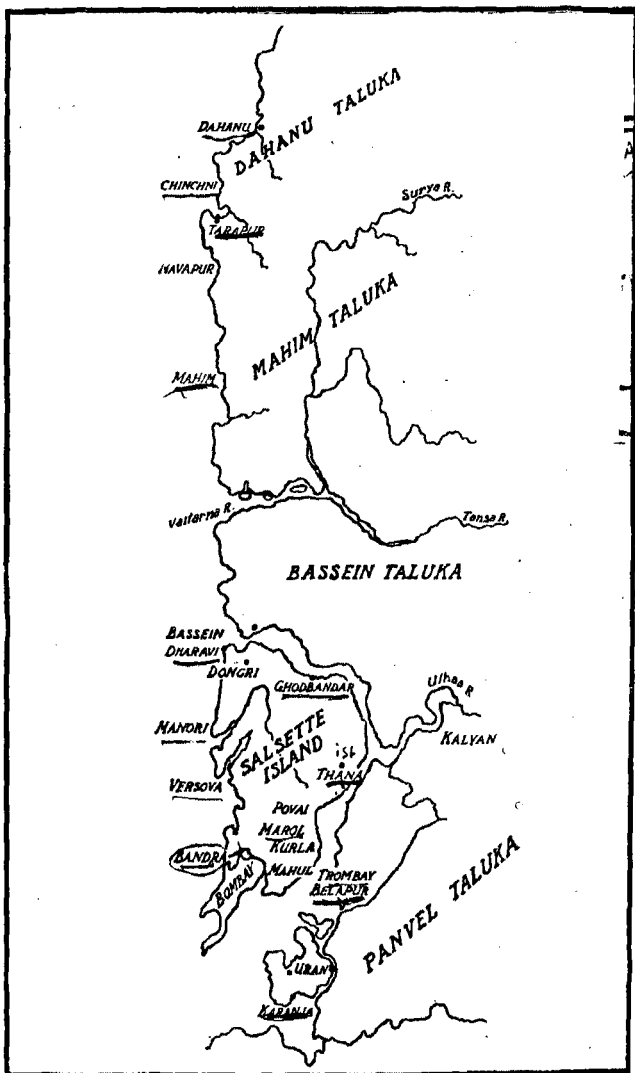 DAHANU
DAHANU TALUKA
CHINCHNI
Surya R.
TARAPUR
NAVAPUR
MAHIM TALUKA
MAHIM
Vaitarna R.
Tansa R.
BASSEIN TALUKA
BASSEIN
DHARAVI
DONGRI
GHODBANDAR
Ulhas R
MANORI
KALYAN
SALSETTE
ISLAND
isl
THANA
VERSOVA
POVAI
MAROL
KURLA
BANDRA
MAHUL
TROMBAY
BELAPUR
BOMBAY
PANVEL TALUKA
URAN
KARANJA